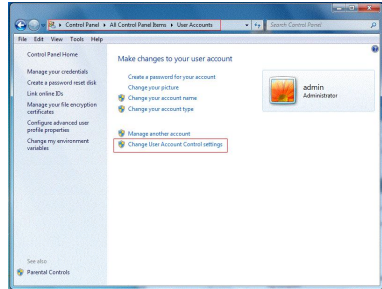 Control Panel ▸ All Control Panel Items ▸ User Accounts
Search Control Panel
File Edit View Tools Help
Control Panel Home
Manage your credentials
Create a password reset disk
Link online IDs
Manage your file encryption
certificates
Configure advanced user
profile properties
Change my environment
variables
See also
Parental Controls
Make changes to your user account
Create a password for your account
Change your picture
Change your account name
Change your account type
Manage another account
Change User Account Control settings
admin
Administrator